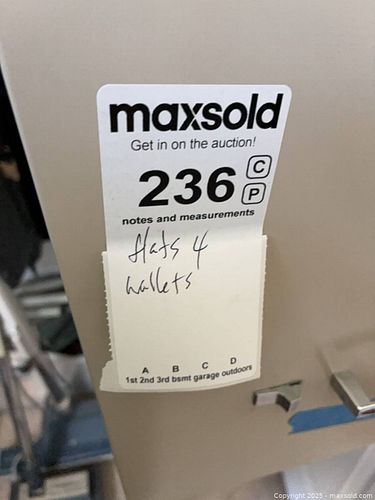 maxsold
Get in on the auction!
236 C
P
notes and measurements
flats 4
wallets
A B C D
1st 2nd 3rd bsmt garage outdoors
Copyright 2025 - maxsold.com